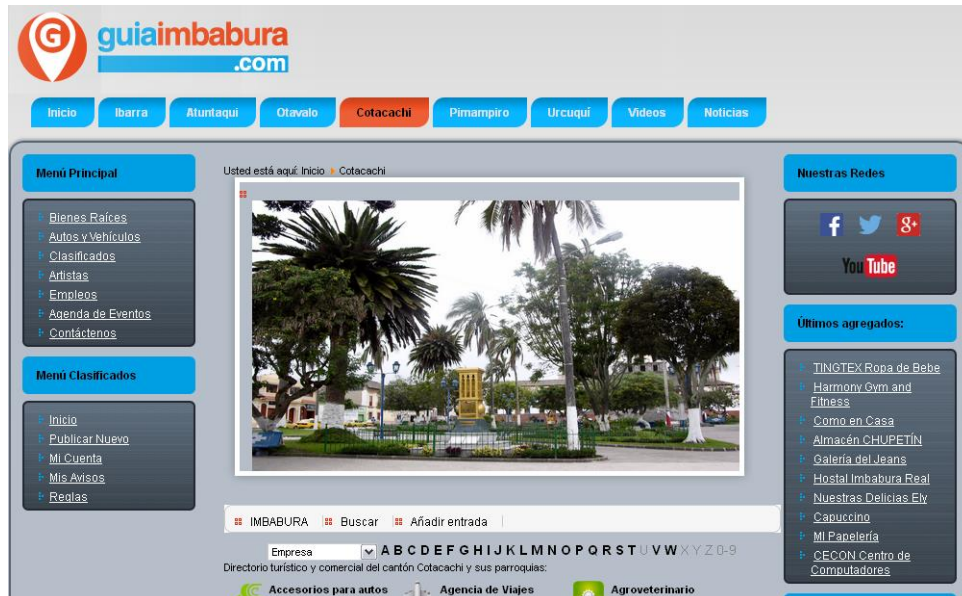 G
guiaimbabura
.com
Inicio
Ibarra
Atuntaqui
Otavalo
Cotacachi
Pimampiro
Urcuquí
Videos
Noticias
Menú Principal
Bienes Raíces
Autos y Vehículos
Clasificados
Artistas
Empleos
Agenda de Eventos
Contáctenos
Menú Clasificados
Inicio
Publicar Nuevo
Mi Cuenta
Mis Avisos
Reglas
Usted está aquí: Inicio Cotacachi
IMBABURA Buscar Añadir entrada
Empresa A B C D E F G H I J K L M N O P Q R S T U V W X Y Z 0-9
Directorio turístico y comercial del cantón Cotacachi y sus parroquias:
Accesorios para autos Agencia de Viajes Agroveterinario
Nuestras Redes
f
8+
You Tube
Últimos agregados:
TINGTEX Ropa de Bebe
Harmony Gym and
Fitness
Como en Casa
Almacén CHUPETÍN
Galería del Jeans
Hostal Imbabura Real
Nuestras Delicias Ely
Capuccino
MI Papelería
CECON Centro de
Computadores